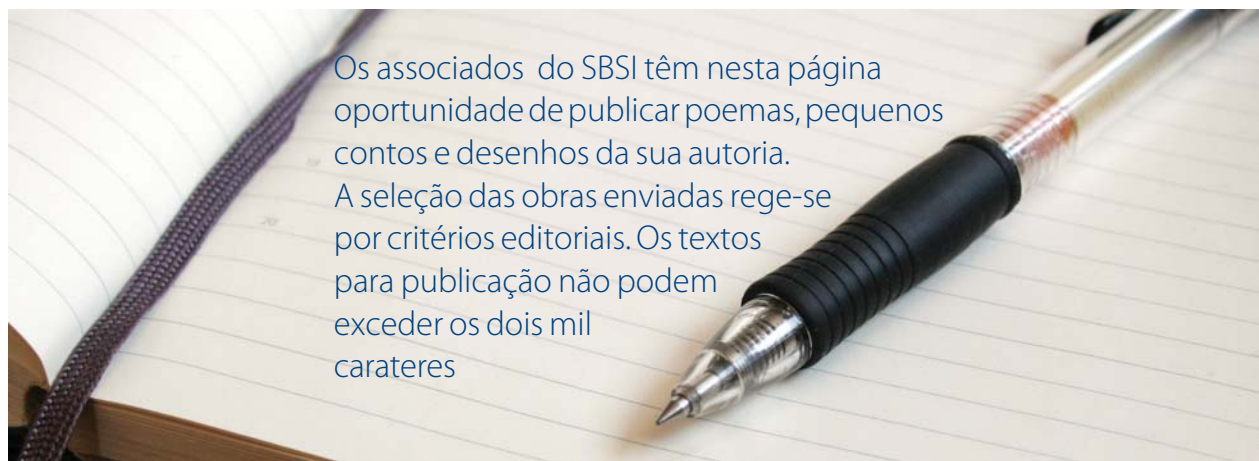 Os associados do SBSI têm nesta página
oportunidade de publicar poemas, pequenos
contos e desenhos da sua autoria.
A seleção das obras enviadas rege-se
por critérios editoriais. Os textos
para publicação não podem
exceder os dois mil
carateres
20